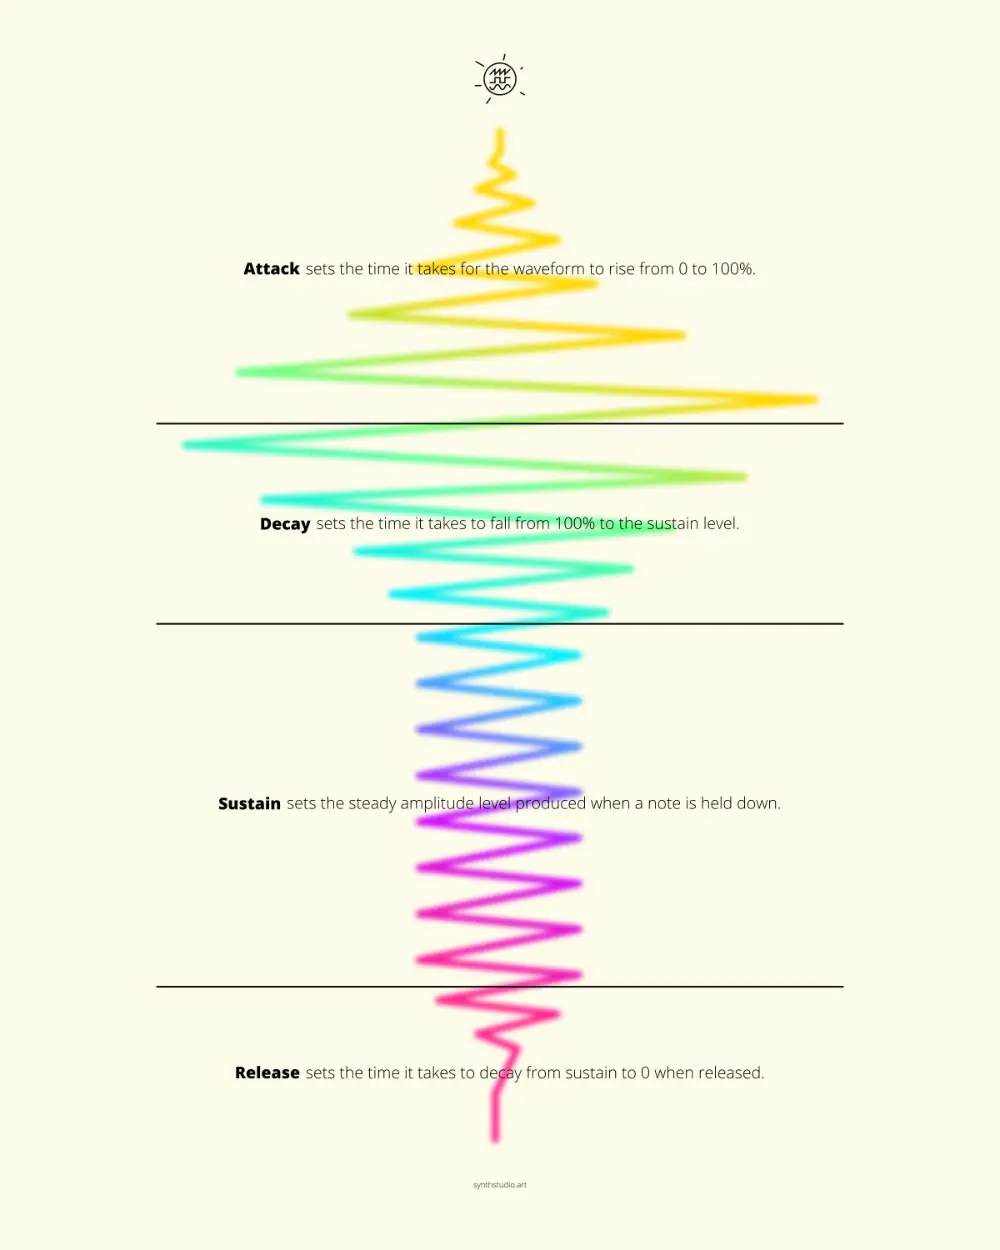 Attack sets the time it takes for the waveform to rise from 0 to 100%.
Decay sets the time it takes to fall from 100% to the sustain level.
Sustain sets the steady amplitude level produced when a note is held down.
Release sets the time it takes to decay from sustain to 0 when released.
synthstudio.art